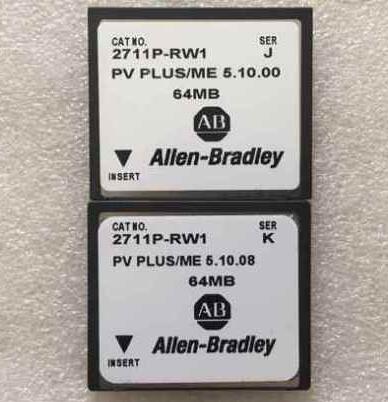 CAT NO. SER
2711P-RW1 J
PV PLUS/ME 5.10.00
64MB
AB
Allen-Bradley
INSERT
CAT NO. SER
2711P-RW1 K
PV PLUS/ME 5.10.08
64MB
AB
Allen-Bradley
INSERT